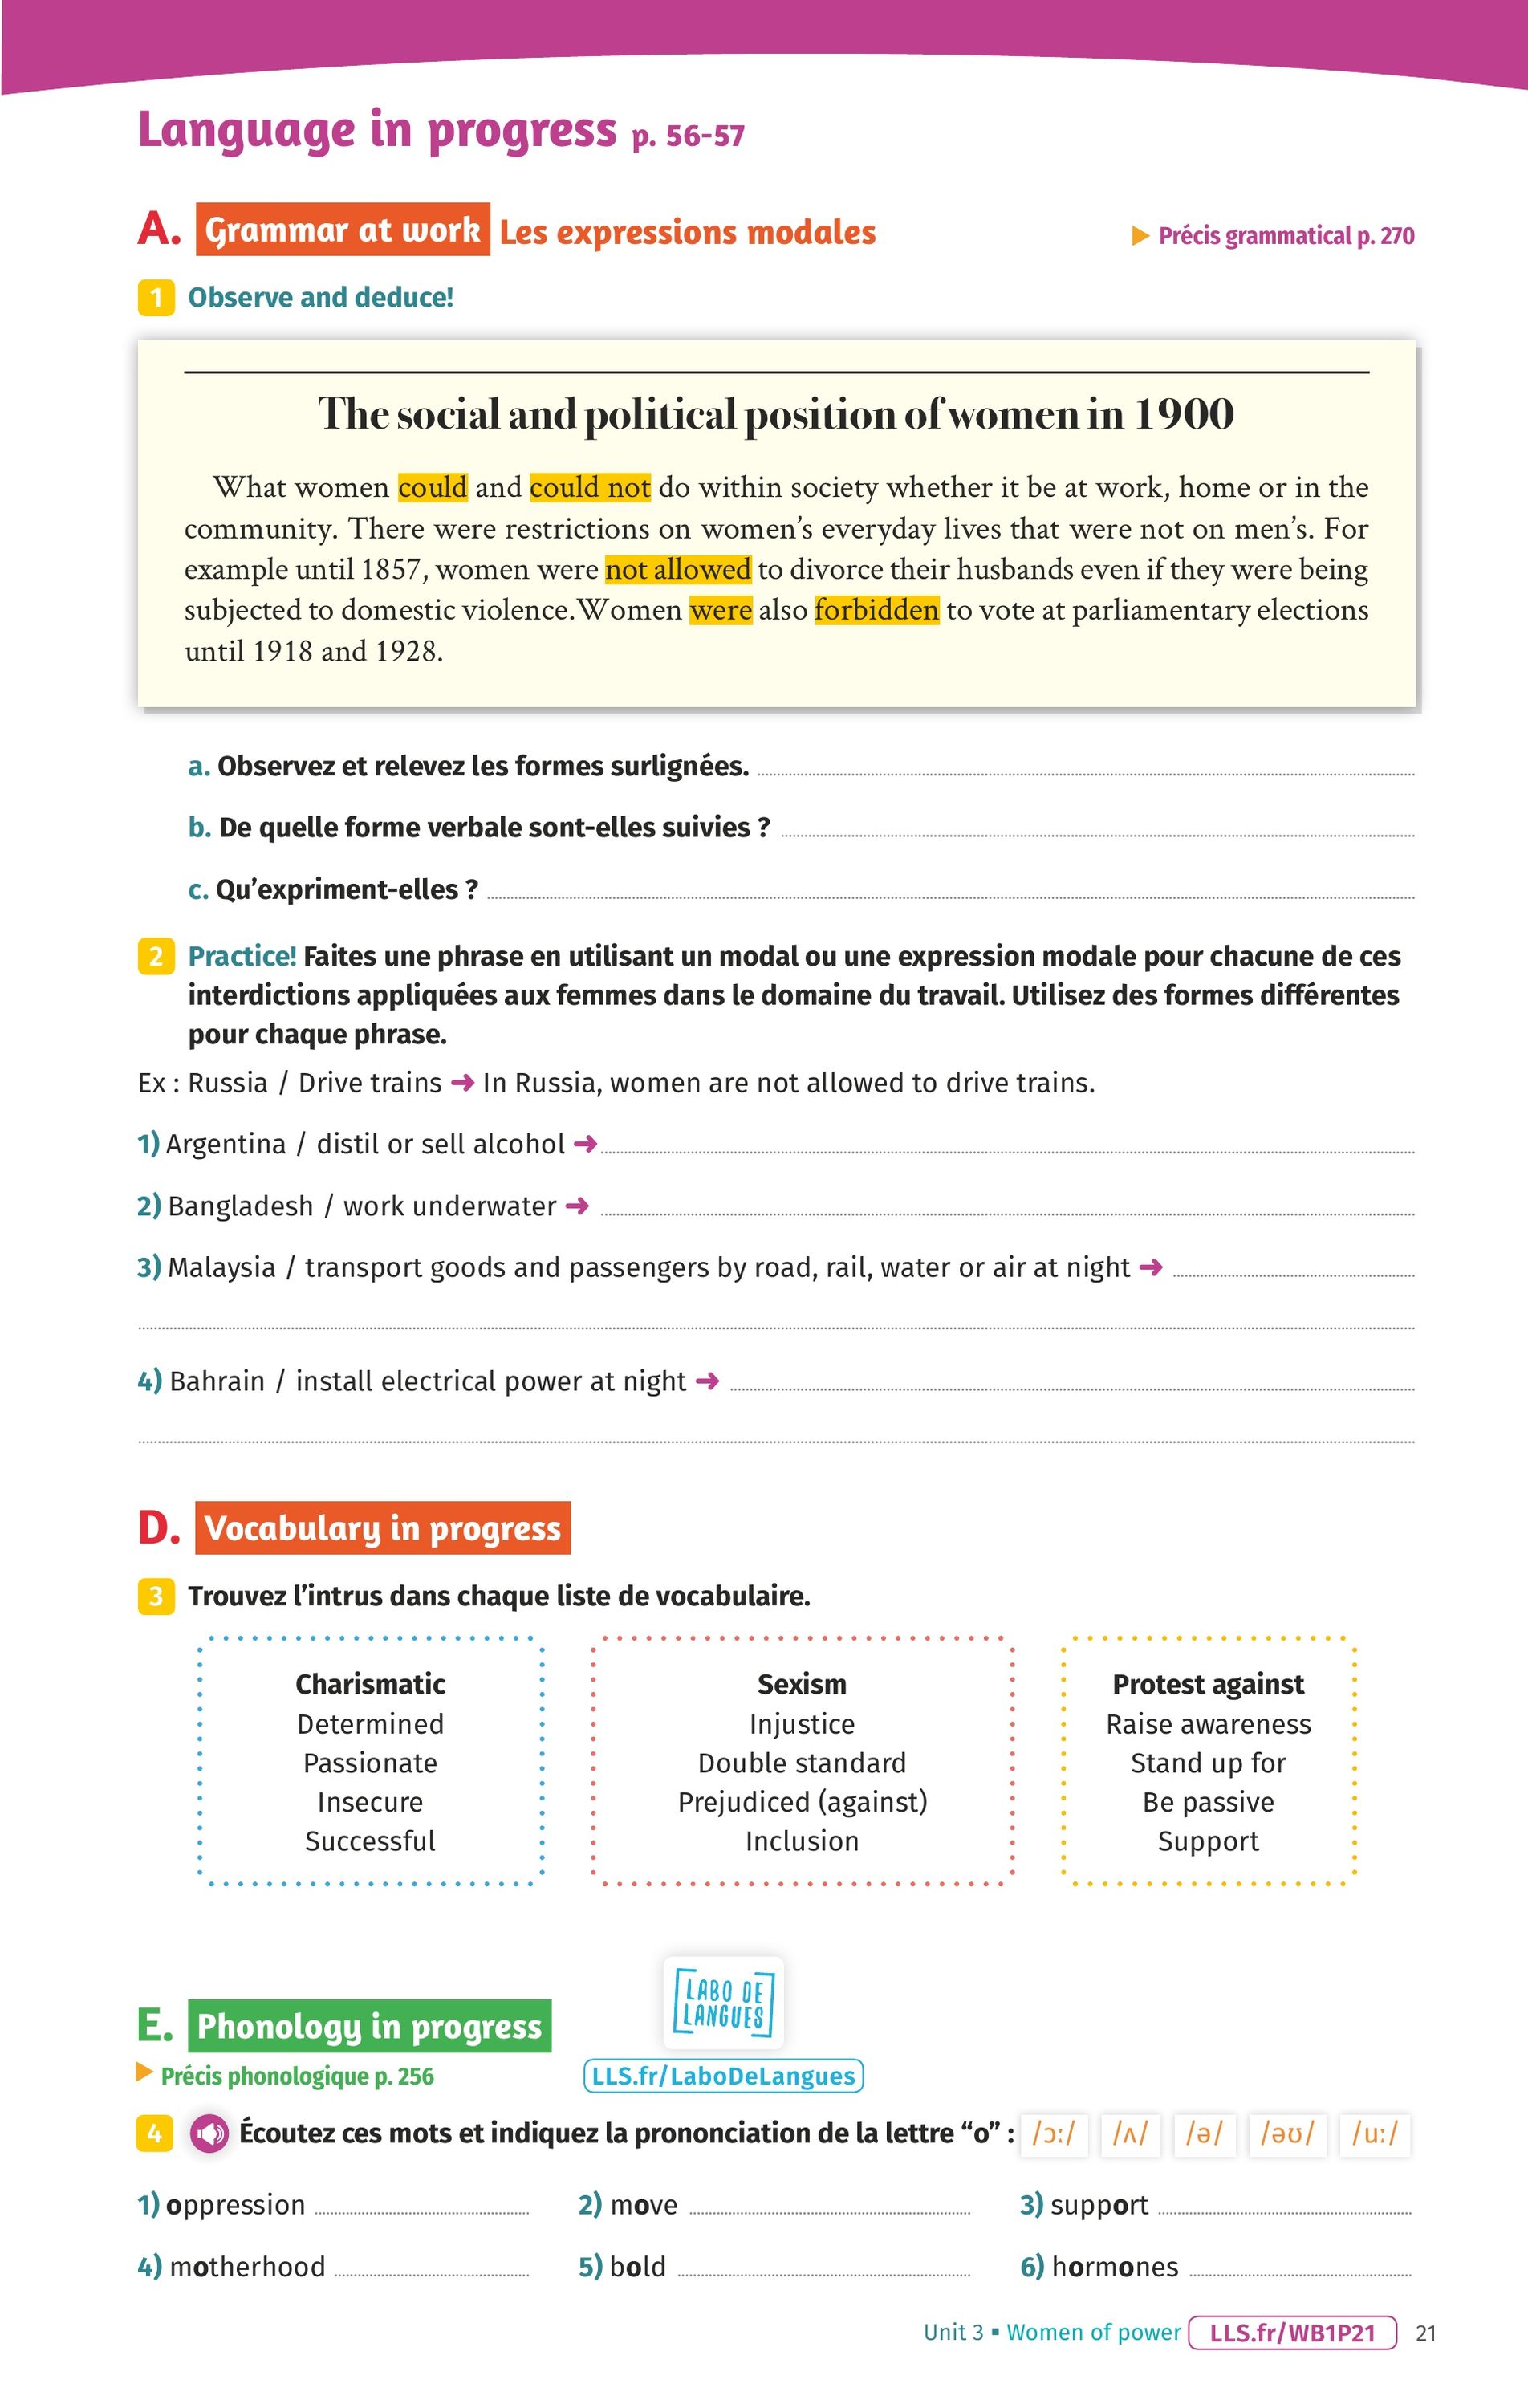 Language in progress p. 56-57
A. Grammar at work Les expressions modales
▶ Précis grammatical p. 270
1 Observe and deduce!
The social and political position of women in 1900
What women could and could not do within society whether it be at work, home or in the
community. There were restrictions on women’s everyday lives that were not on men’s. For
example until 1857, women were not allowed to divorce their husbands even if they were being
subjected to domestic violence.Women were also forbidden to vote at parliamentary elections
until 1918 and 1928.
a. Observez et relevez les formes surlignées.
b. De quelle forme verbale sont-elles suivies ?
c. Qu’expriment-elles ?
2 Practice! Faites une phrase en utilisant un modal ou une expression modale pour chacune de ces
interdictions appliquées aux femmes dans le domaine du travail. Utilisez des formes différentes
pour chaque phrase.
Ex : Russia / Drive trains ➜ In Russia, women are not allowed to drive trains.
1) Argentina / distil or sell alcohol ➜
2) Bangladesh / work underwater ➜
3) Malaysia / transport goods and passengers by road, rail, water or air at night ➜
4) Bahrain / install electrical power at night ➜
D. Vocabulary in progress
3 Trouvez l’intrus dans chaque liste de vocabulaire.
Charismatic
Determined
Passionate
Insecure
Successful
Sexism
Injustice
Double standard
Prejudiced (against)
Inclusion
Protest against
Raise awareness
Stand up for
Be passive
Support
LABO DE
LANGUES
E. Phonology in progress
▶ Précis phonologique p. 256
LLS.fr/LaboDeLangues
4 Écoutez ces mots et indiquez la prononciation de la lettre “o” : /ɔː/ /ʌ/ /ə/ /əʊ/ /uː/
1) oppression 2) move 3) support
4) motherhood 5) bold 6) hormones
Unit 3 ▪ Women of power LLS.fr/WB1P21 21